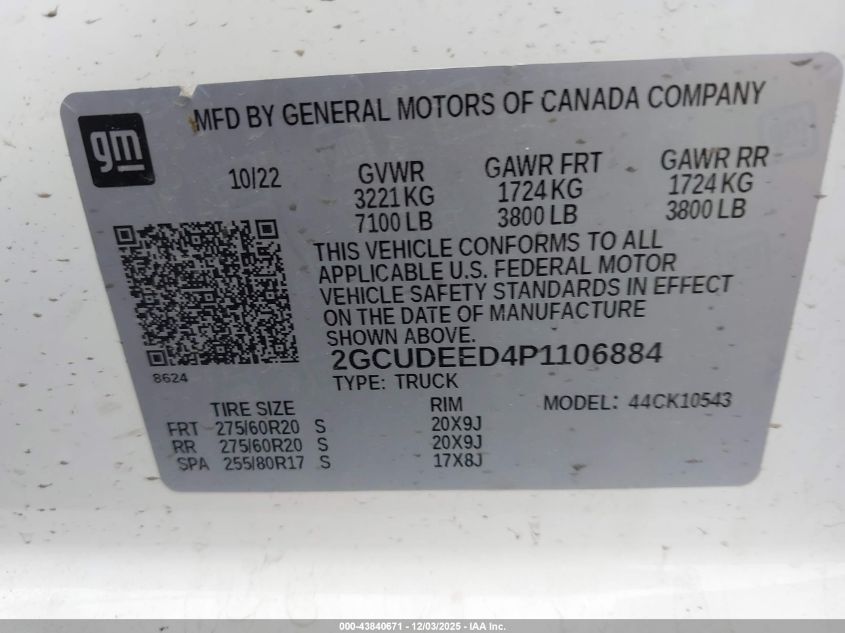 gm
MFD BY GENERAL MOTORS OF CANADA COMPANY
10/22
GVWR GAWR FRT GAWR RR
3221 KG 1724 KG 1724 KG
7100 LB 3800 LB 3800 LB
THIS VEHICLE CONFORMS TO ALL
APPLICABLE U.S. FEDERAL MOTOR
VEHICLE SAFETY STANDARDS IN EFFECT
ON THE DATE OF MANUFACTURE
SHOWN ABOVE.
2GCUDEED4P1106884
8624
TYPE: TRUCK
TIRE SIZE RIM MODEL: 44CK10543
FRT 275/60R20 S 20X9J
RR 275/60R20 S 20X9J
SPA 255/80R17 S 17X8J
000-43840671 - 12/03/2025 - IAA Inc.